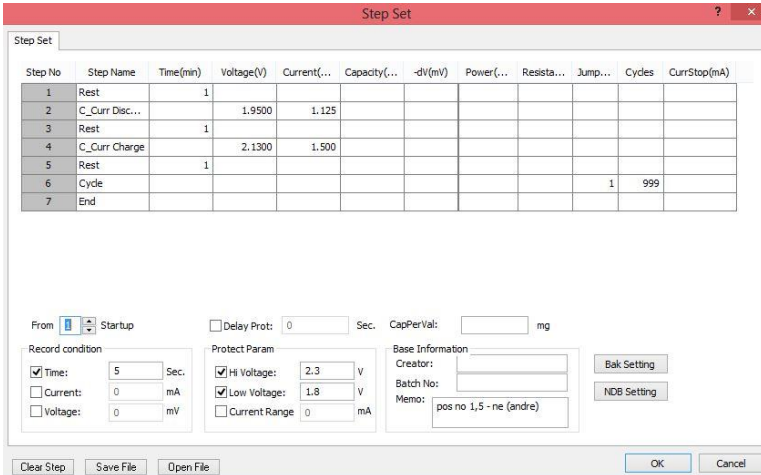 Step Set
? ×
Step Set
Step No Step Name Time(min) Voltage(V) Current(... Capacity(... -dV(mV) Power(... Resista... Jump... Cycles CurrStop(mA)
1 Rest 1
2 C_Curr Disc... 1.9500 1.125
3 Rest 1
4 C_Curr Charge 2.1300 1.500
5 Rest 1
6 Cycle 1 999
7 End
From 1 Startup Delay Prot: 0 Sec. CapPerVal: mg
Record condition Protect Param Base Information
Time: 5 Sec. Hi Voltage: 2.3 V Creator: Bak Setting
Current: 0 mA Low Voltage: 1.8 V Batch No: NDB Setting
Voltage: 0 mV Current Range 0 mA Memo: pos no 1,5 - ne (andre)
Clear Step Save File Open File OK Cancel